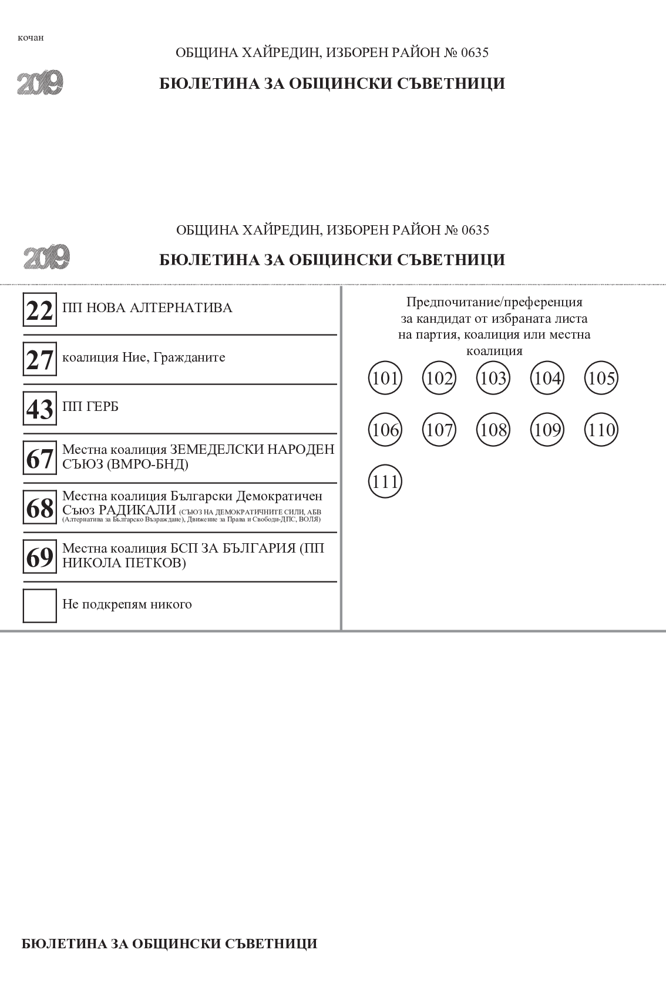 кочан
ОБЩИНА ХАЙРЕДИН, ИЗБОРЕН РАЙОН № 0635
2019
БЮЛЕТИНА ЗА ОБЩИНСКИ СЪВЕТНИЦИ
ОБЩИНА ХАЙРЕДИН, ИЗБОРЕН РАЙОН № 0635
2019
БЮЛЕТИНА ЗА ОБЩИНСКИ СЪВЕТНИЦИ
22 ПП НОВА АЛТЕРНАТИВА
27 коалиция Ние, Гражданите
43 ПП ГЕРБ
67 Местна коалиция ЗЕМЕДЕЛСКИ НАРОДЕН
СЪЮЗ (ВМРО-БНД)
68 Местна коалиция Български Демократичен
Съюз РАДИКАЛИ (СЪЮЗ НА ДЕМОКРАТИЧНИТЕ СИЛИ, АБВ
(Алтернатива за Българско Възраждане), Движение за Права и Свободи-ДПС, ВОЛЯ)
69 Местна коалиция БСП ЗА БЪЛГАРИЯ (ПП
НИКОЛА ПЕТКОВ)
Не подкрепям никого
Предпочитание/преференция
за кандидат от избраната листа
на партия, коалиция или местна
коалиция
101 102 103 104 105
106 107 108 109 110
111
БЮЛЕТИНА ЗА ОБЩИНСКИ СЪВЕТНИЦИ